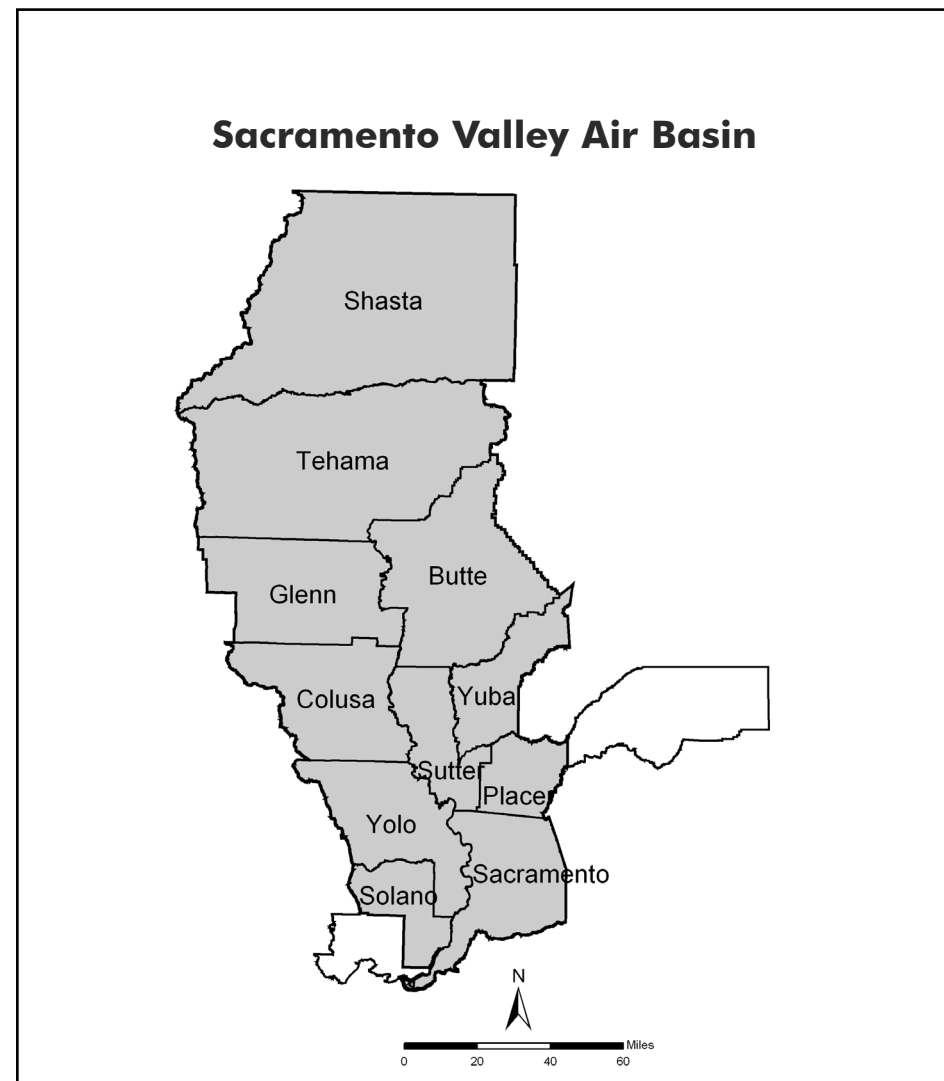 Sacramento Valley Air Basin
Shasta
Tehama
Butte
Glenn
Colusa
Yuba
Sutter
Placer
Yolo
Sacramento
Solano
N
Miles
0 20 40 60